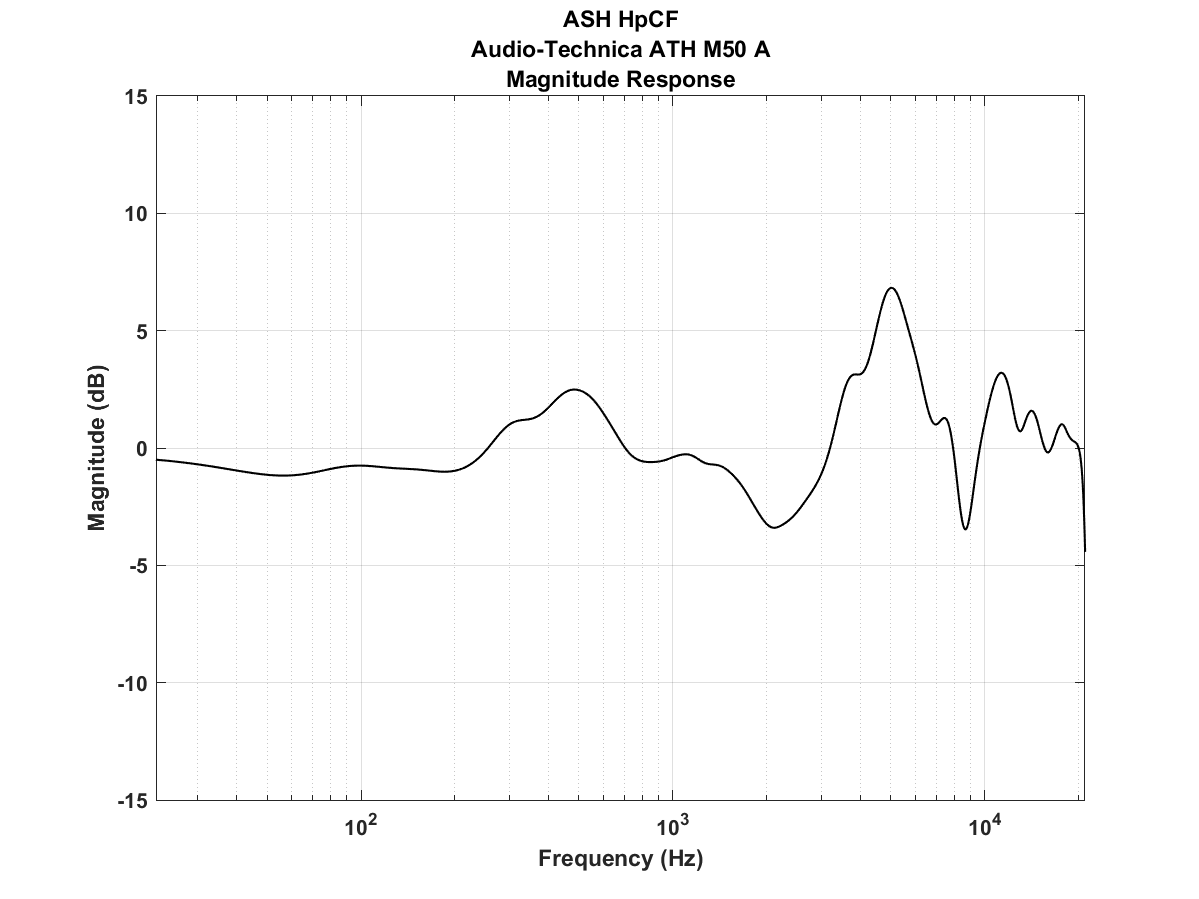 ASH HpCF
Audio-Technica ATH M50 A
Magnitude Response
15
10
5
0
-5
-10
-15
Magnitude (dB)
10²
10³
10⁴
Frequency (Hz)